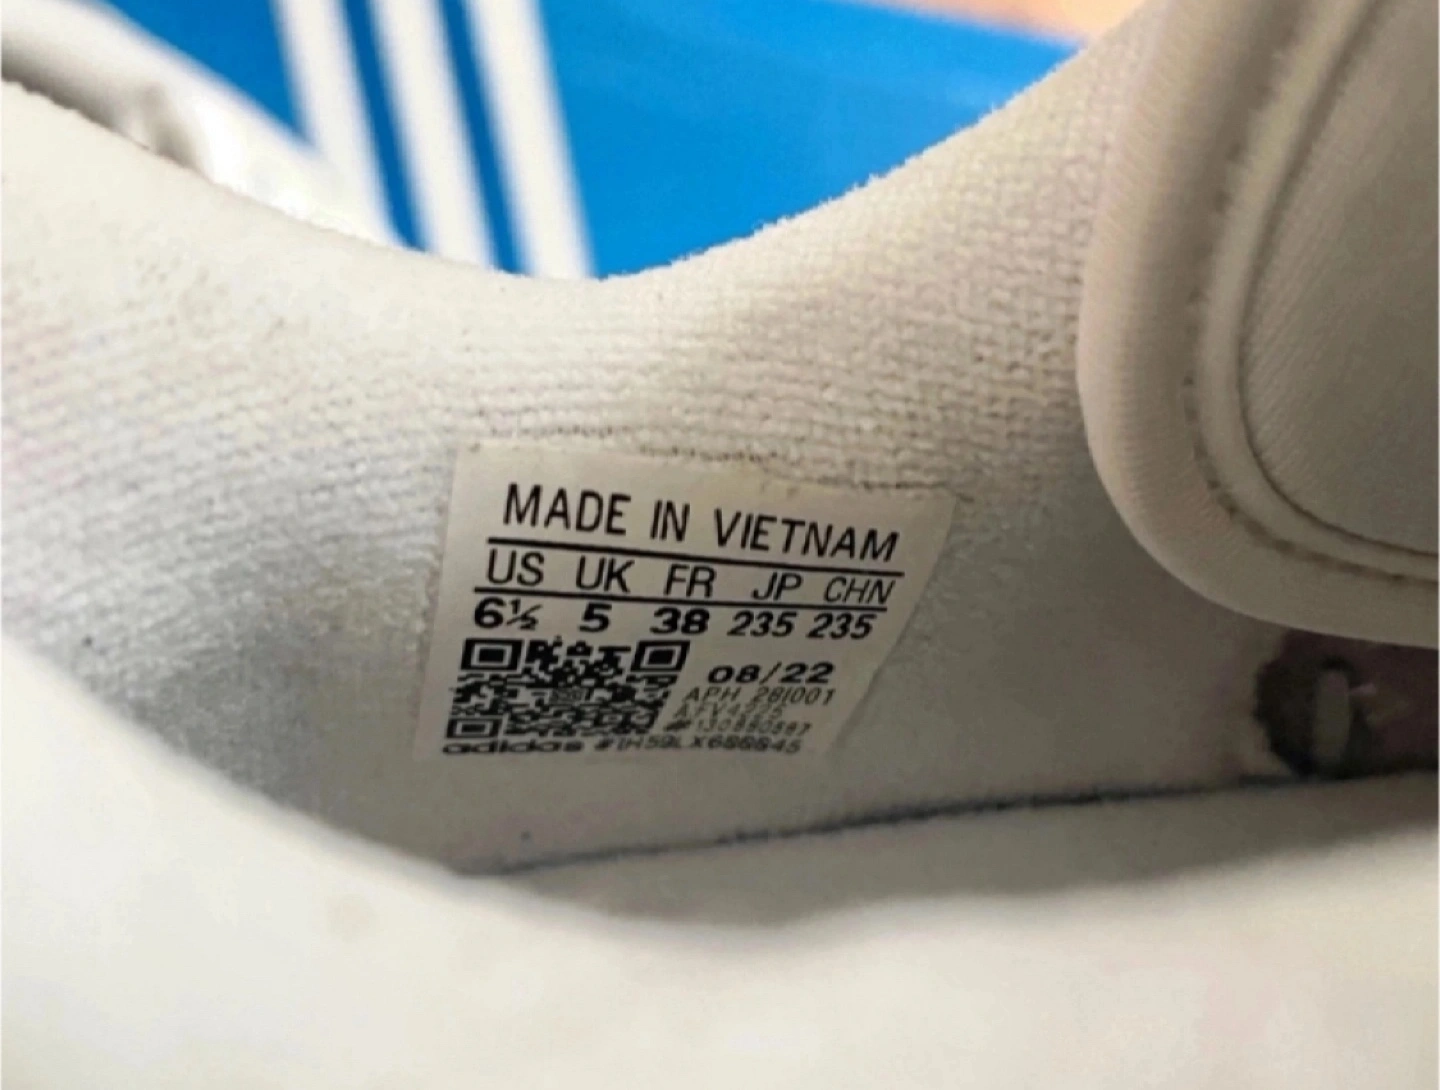 MADE IN VIETNAM
US UK FR JP CHN
6½ 5 38 235 235
08/22
APH 28I001
adidas